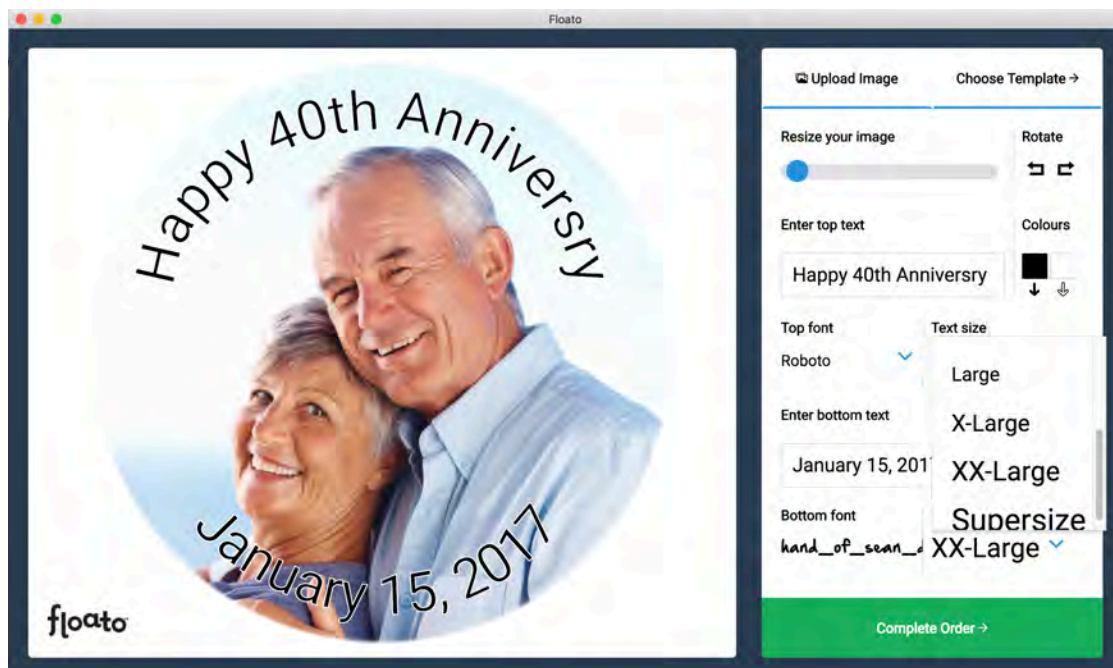 Floato
Happy 40th Anniversry
January 15, 2017
floato
Upload Image
Choose Template →
Resize your image
Rotate
Enter top text
Colours
Happy 40th Anniversry
Top font
Text size
Roboto
Large
X-Large
XX-Large
Supersize
Enter bottom text
January 15, 201
Bottom font
hand_of_sean_
XX-Large
Complete Order →